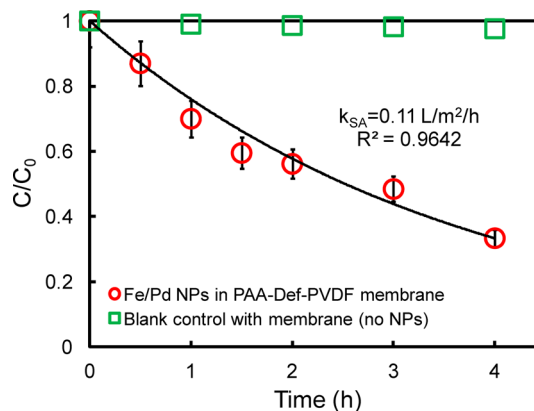 1
0.8
0.6
0.4
0.2
0
C/C₀
k_SA=0.11 L/m²/h
R² = 0.9642
Fe/Pd NPs in PAA-Def-PVDF membrane
Blank control with membrane (no NPs)
0 1 2 3 4
Time (h)